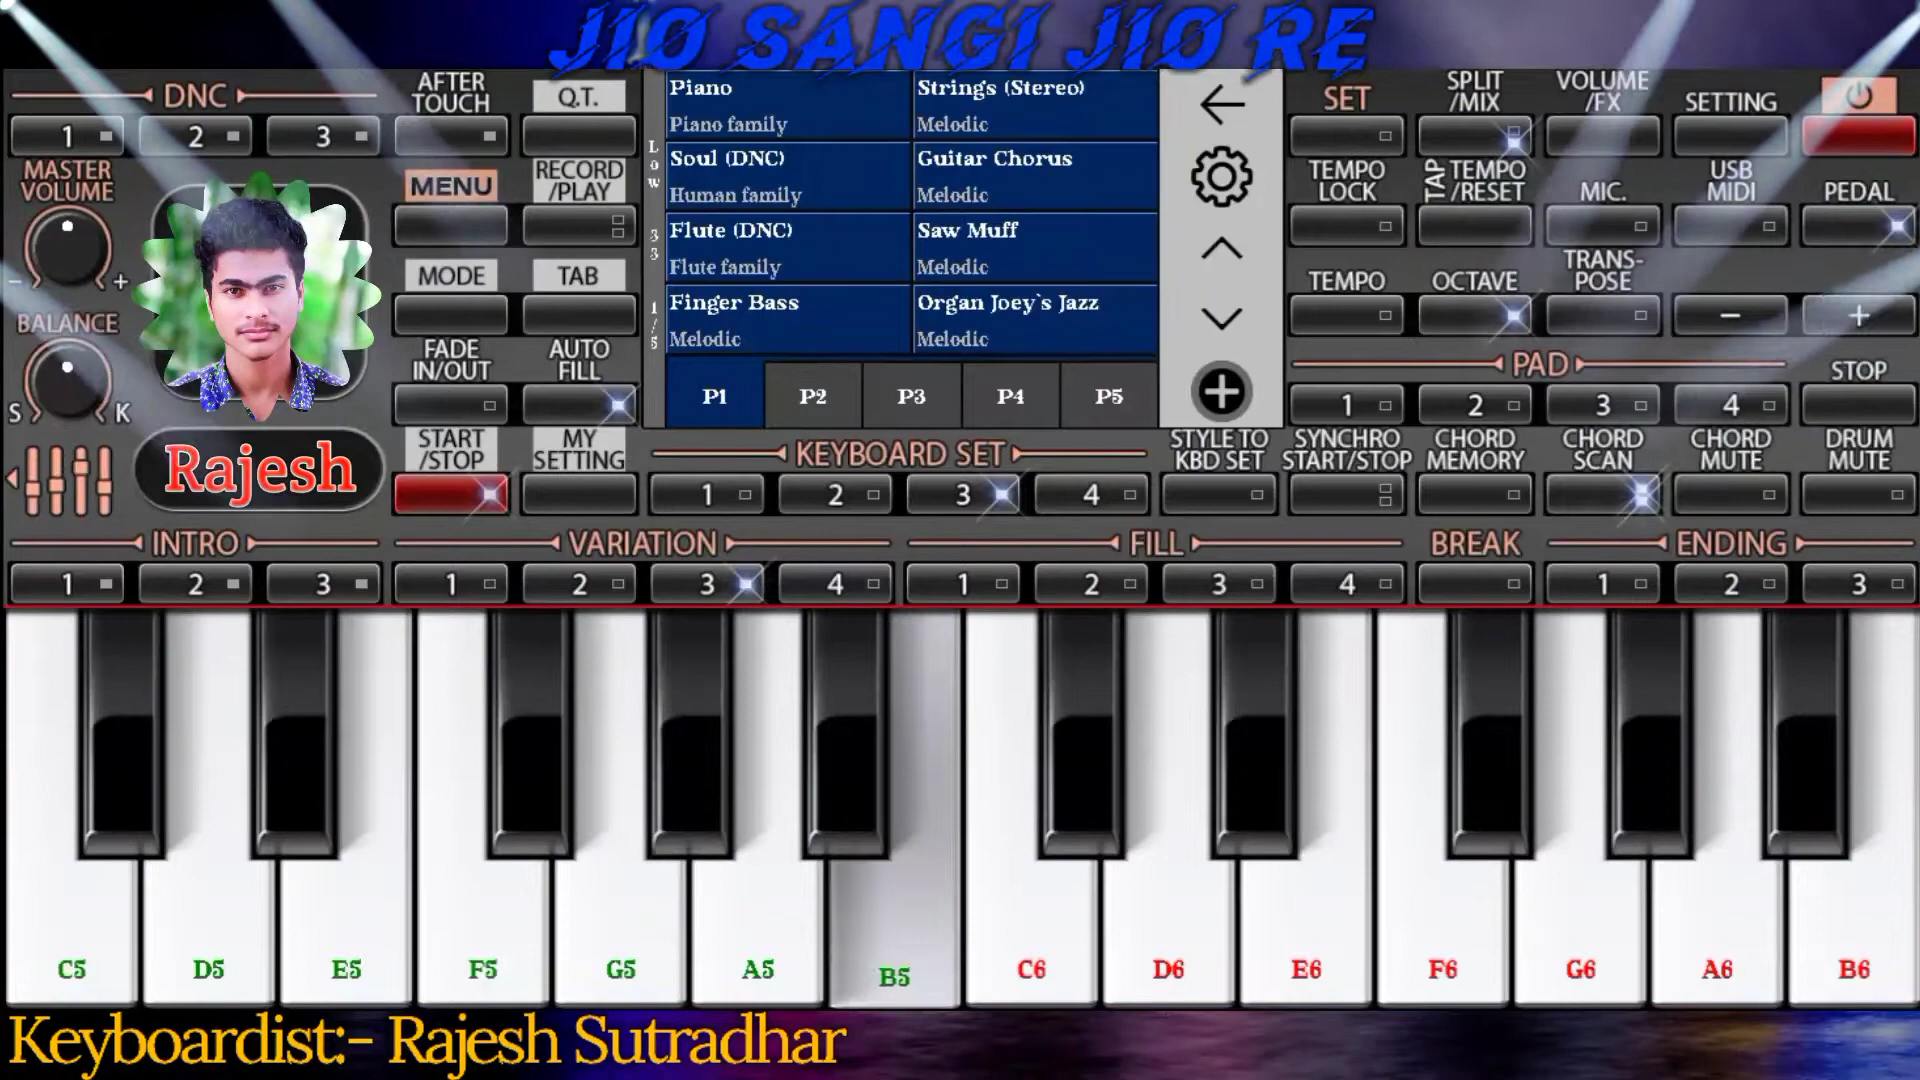 JIO SANGI JIO RE
DNC
1 2 3
AFTER TOUCH
Q.T.
MASTER VOLUME
- +
BALANCE
S K
Rajesh
MENU
RECORD /PLAY
MODE
TAB
FADE IN/OUT
AUTO FILL
START /STOP
MY SETTING
Low
33
1/5
Piano
Piano family
Strings (Stereo)
Melodic
Soul (DNC)
Human family
Guitar Chorus
Melodic
Flute (DNC)
Flute family
Saw Muff
Melodic
Finger Bass
Melodic
Organ Joey`s Jazz
Melodic
P1 P2 P3 P4 P5
KEYBOARD SET
1 2 3 4
SET
SPLIT /MIX
VOLUME /FX
SETTING
TEMPO LOCK
TAP TEMPO /RESET
MIC.
USB MIDI
PEDAL
TEMPO
OCTAVE
TRANS- POSE
- +
PAD
1 2 3 4
STOP
STYLE TO KBD SET
SYNCHRO START/STOP
CHORD MEMORY
CHORD SCAN
CHORD MUTE
DRUM MUTE
INTRO
1 2 3
VARIATION
1 2 3 4
FILL
1 2 3 4
BREAK
ENDING
1 2 3
C5 D5 E5 F5 G5 A5 B5 C6 D6 E6 F6 G6 A6 B6
Keyboardist:- Rajesh Sutradhar